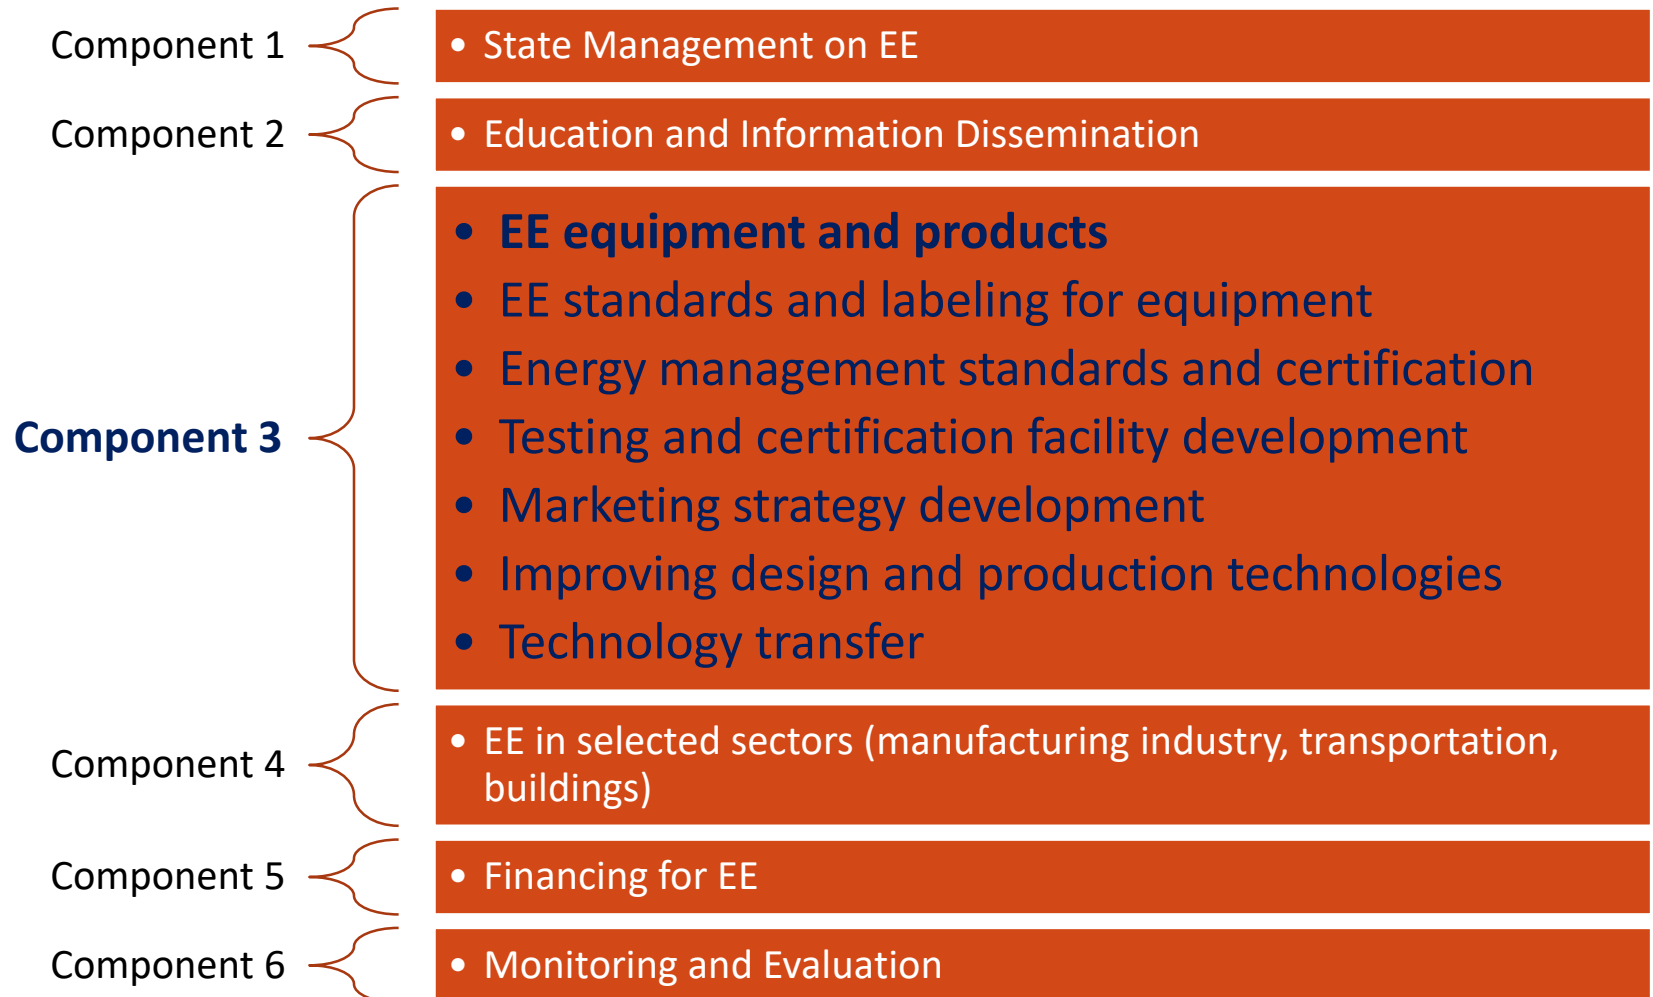 Component 1
• State Management on EE
Component 2
• Education and Information Dissemination
Component 3
• EE equipment and products
• EE standards and labeling for equipment
• Energy management standards and certification
• Testing and certification facility development
• Marketing strategy development
• Improving design and production technologies
• Technology transfer
Component 4
• EE in selected sectors (manufacturing industry, transportation,
buildings)
Component 5
• Financing for EE
Component 6
• Monitoring and Evaluation